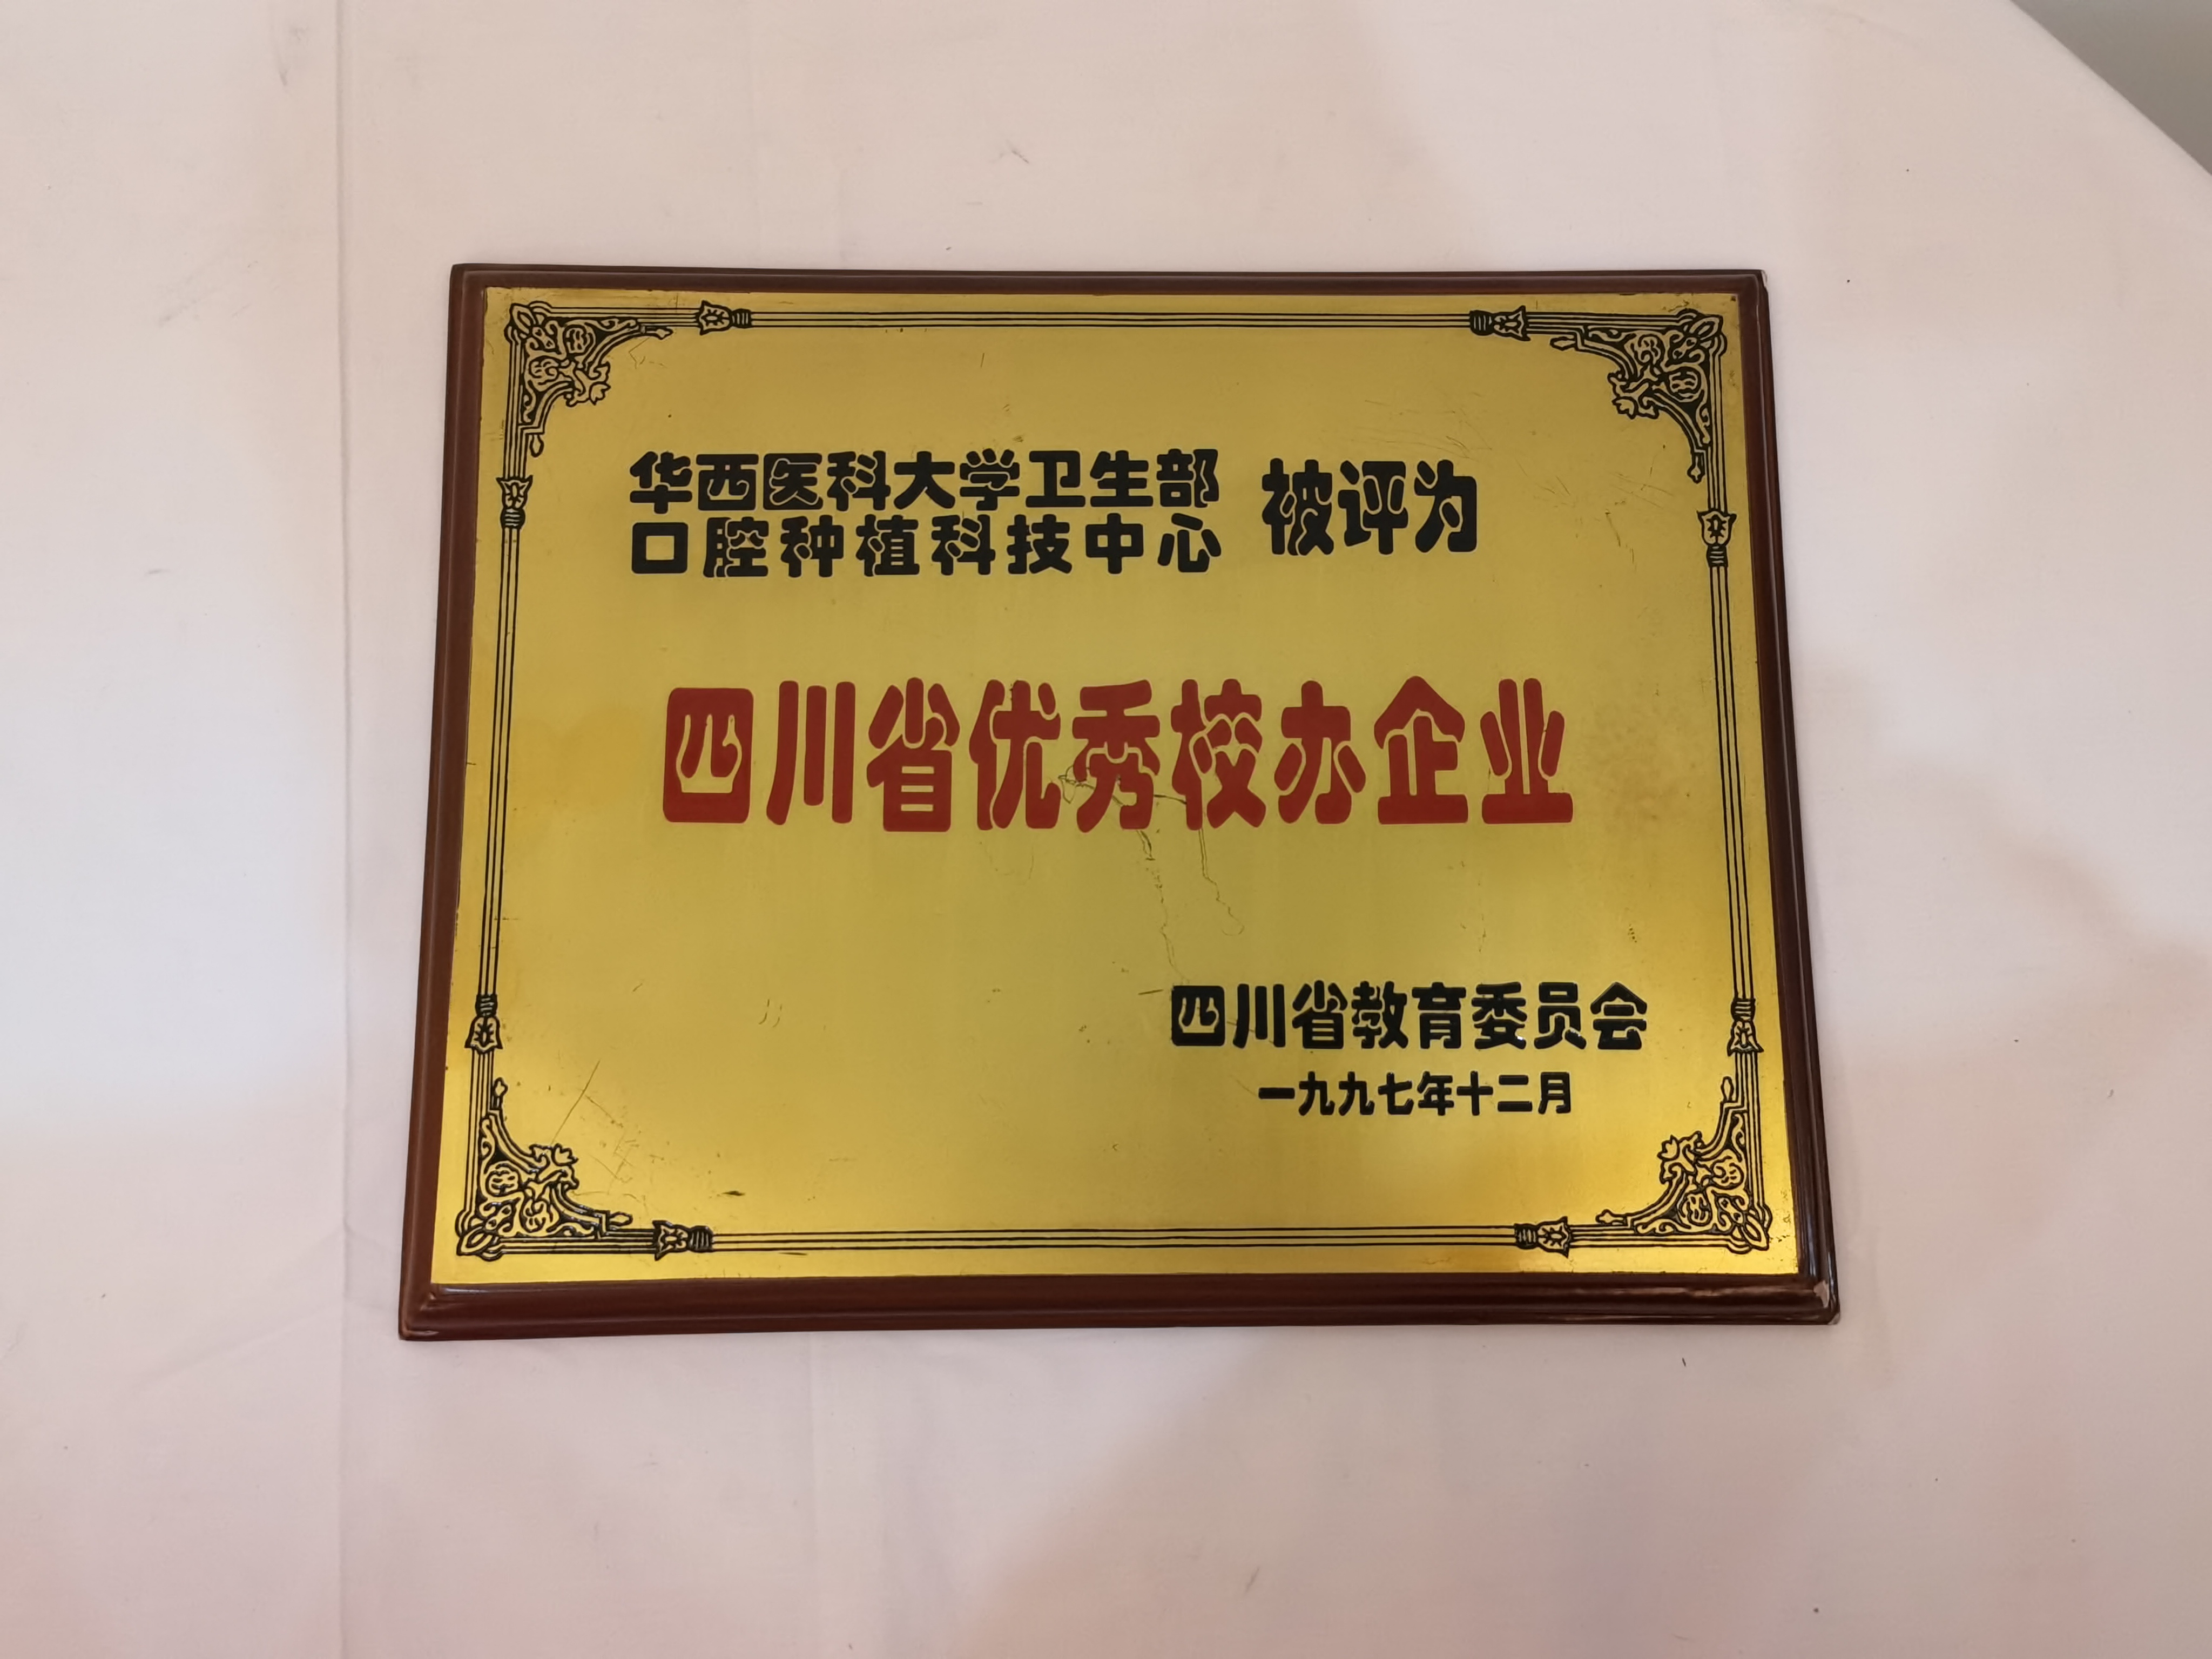 华西医科大学卫生部
口腔种植科技中心 被评为
四川省优秀校办企业
四川省教育委员会
一九九七年十二月